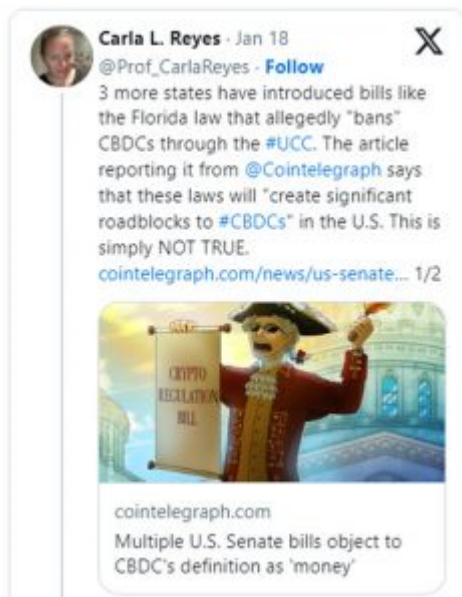 Carla L. Reyes · Jan 18
@Prof_CarlaReyes · Follow
3 more states have introduced bills like
the Florida law that allegedly "bans"
CBDCs through the #UCC. The article
reporting it from @Cointelegraph says
that these laws will "create significant
roadblocks to #CBDCs" in the U.S. This is
simply NOT TRUE.
cointelegraph.com/news/us-senate... 1/2
CRYPTO
REGULATION
BILL
cointelegraph.com
Multiple U.S. Senate bills object to
CBDC's definition as 'money'